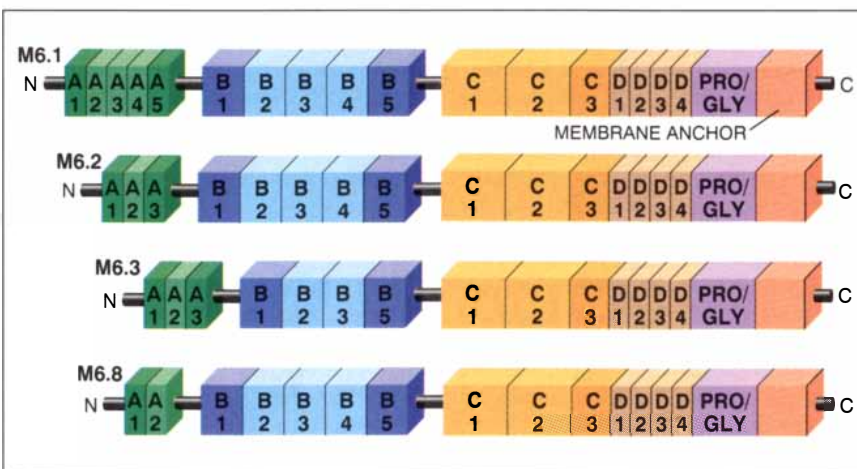 M6.1
N A A A A A B B B B B C C C D D D D PRO/ C
1 2 3 4 5 1 2 3 4 5 1 2 3 1 2 3 4 GLY
MEMBRANE ANCHOR
M6.2
N A A A B B B B B C C C D D D D PRO/ C
1 2 3 1 2 3 4 5 1 2 3 1 2 3 4 GLY
M6.3
N A A A B B B B C C C D D D D PRO/ C
1 2 3 1 2 3 5 1 2 3 1 2 3 4 GLY
M6.8
N A A B B B B B C C C D D D D PRO/ C
1 2 1 2 3 4 5 1 2 3 1 2 3 4 GLY